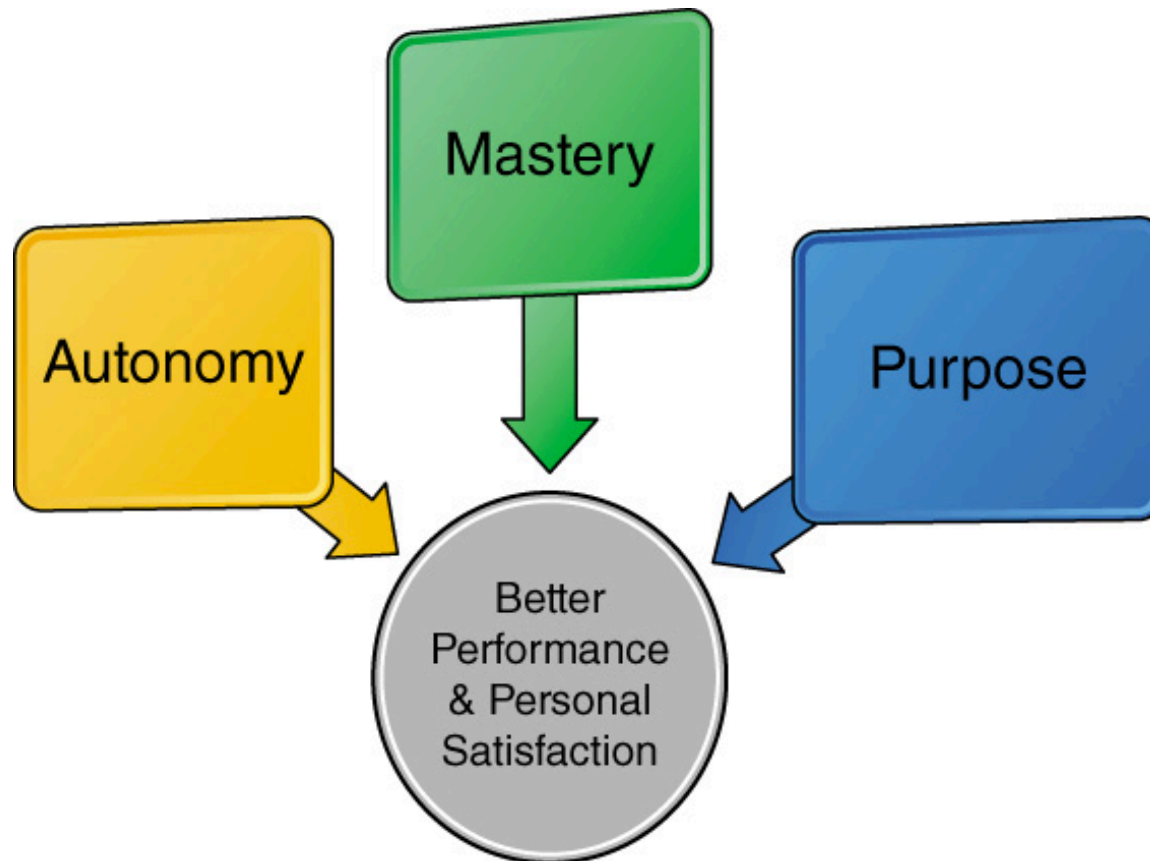 Mastery
Autonomy
Purpose
Better
Performance
& Personal
Satisfaction